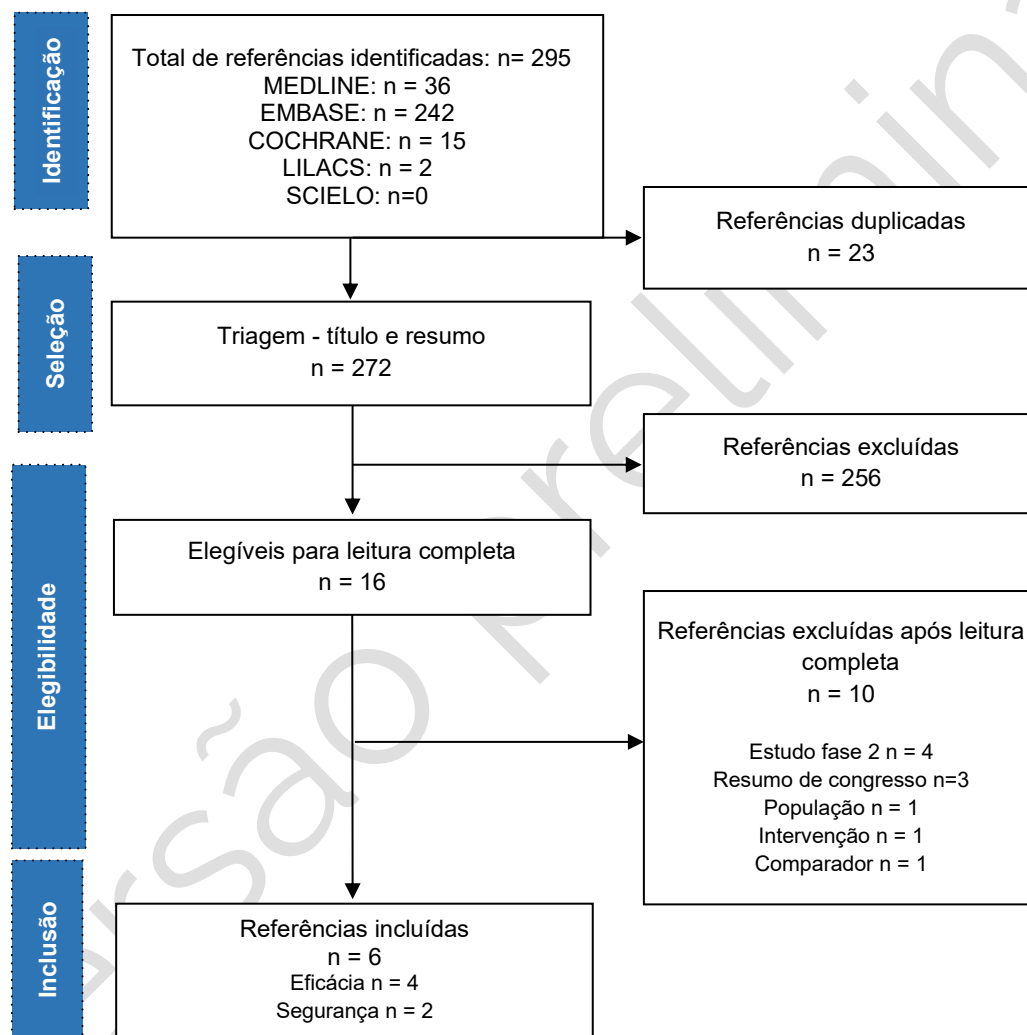 Identificação
Total de referências identificadas: n= 295
MEDLINE: n = 36
EMBASE: n = 242
COCHRANE: n = 15
LILACS: n = 2
SCIELO: n=0
Referências duplicadas
n = 23
Seleção
Triagem - título e resumo
n = 272
Referências excluídas
n = 256
Elegibilidade
Elegíveis para leitura completa
n = 16
Referências excluídas após leitura
completa
n = 10
Estudo fase 2 n = 4
Resumo de congresso n=3
População n = 1
Intervenção n = 1
Comparador n = 1
Inclusão
Referências incluídas
n = 6
Eficácia n = 4
Segurança n = 2